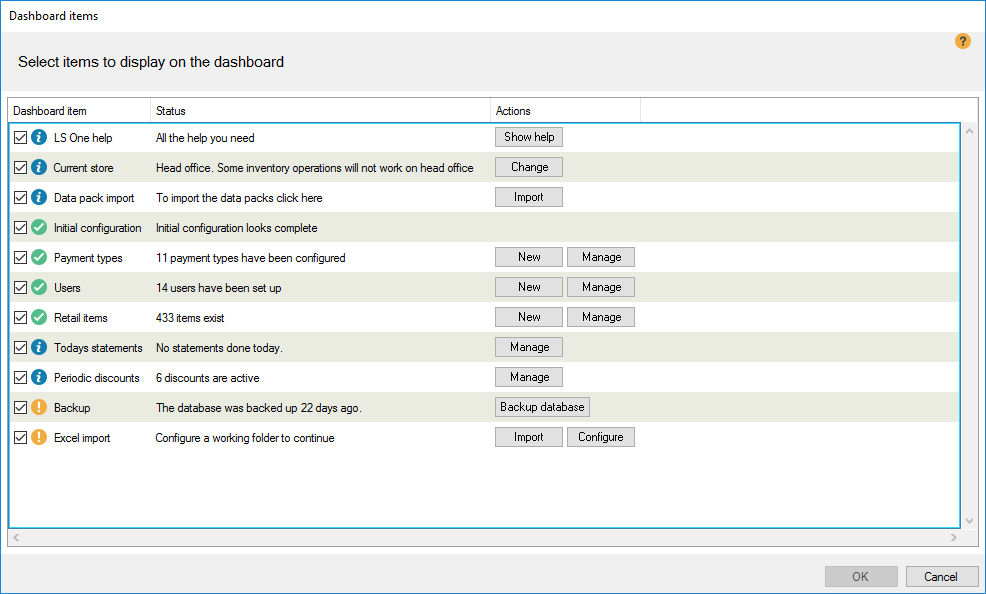 Dashboard items
?
Select items to display on the dashboard
Dashboard item Status Actions
LS One help All the help you need Show help
Current store Head office. Some inventory operations will not work on head office Change
Data pack import To import the data packs click here Import
Initial configuration Initial configuration looks complete
Payment types 11 payment types have been configured New Manage
Users 14 users have been set up New Manage
Retail items 433 items exist New Manage
Todays statements No statements done today. Manage
Periodic discounts 6 discounts are active Manage
Backup The database was backed up 22 days ago. Backup database
Excel import Configure a working folder to continue Import Configure
OK Cancel